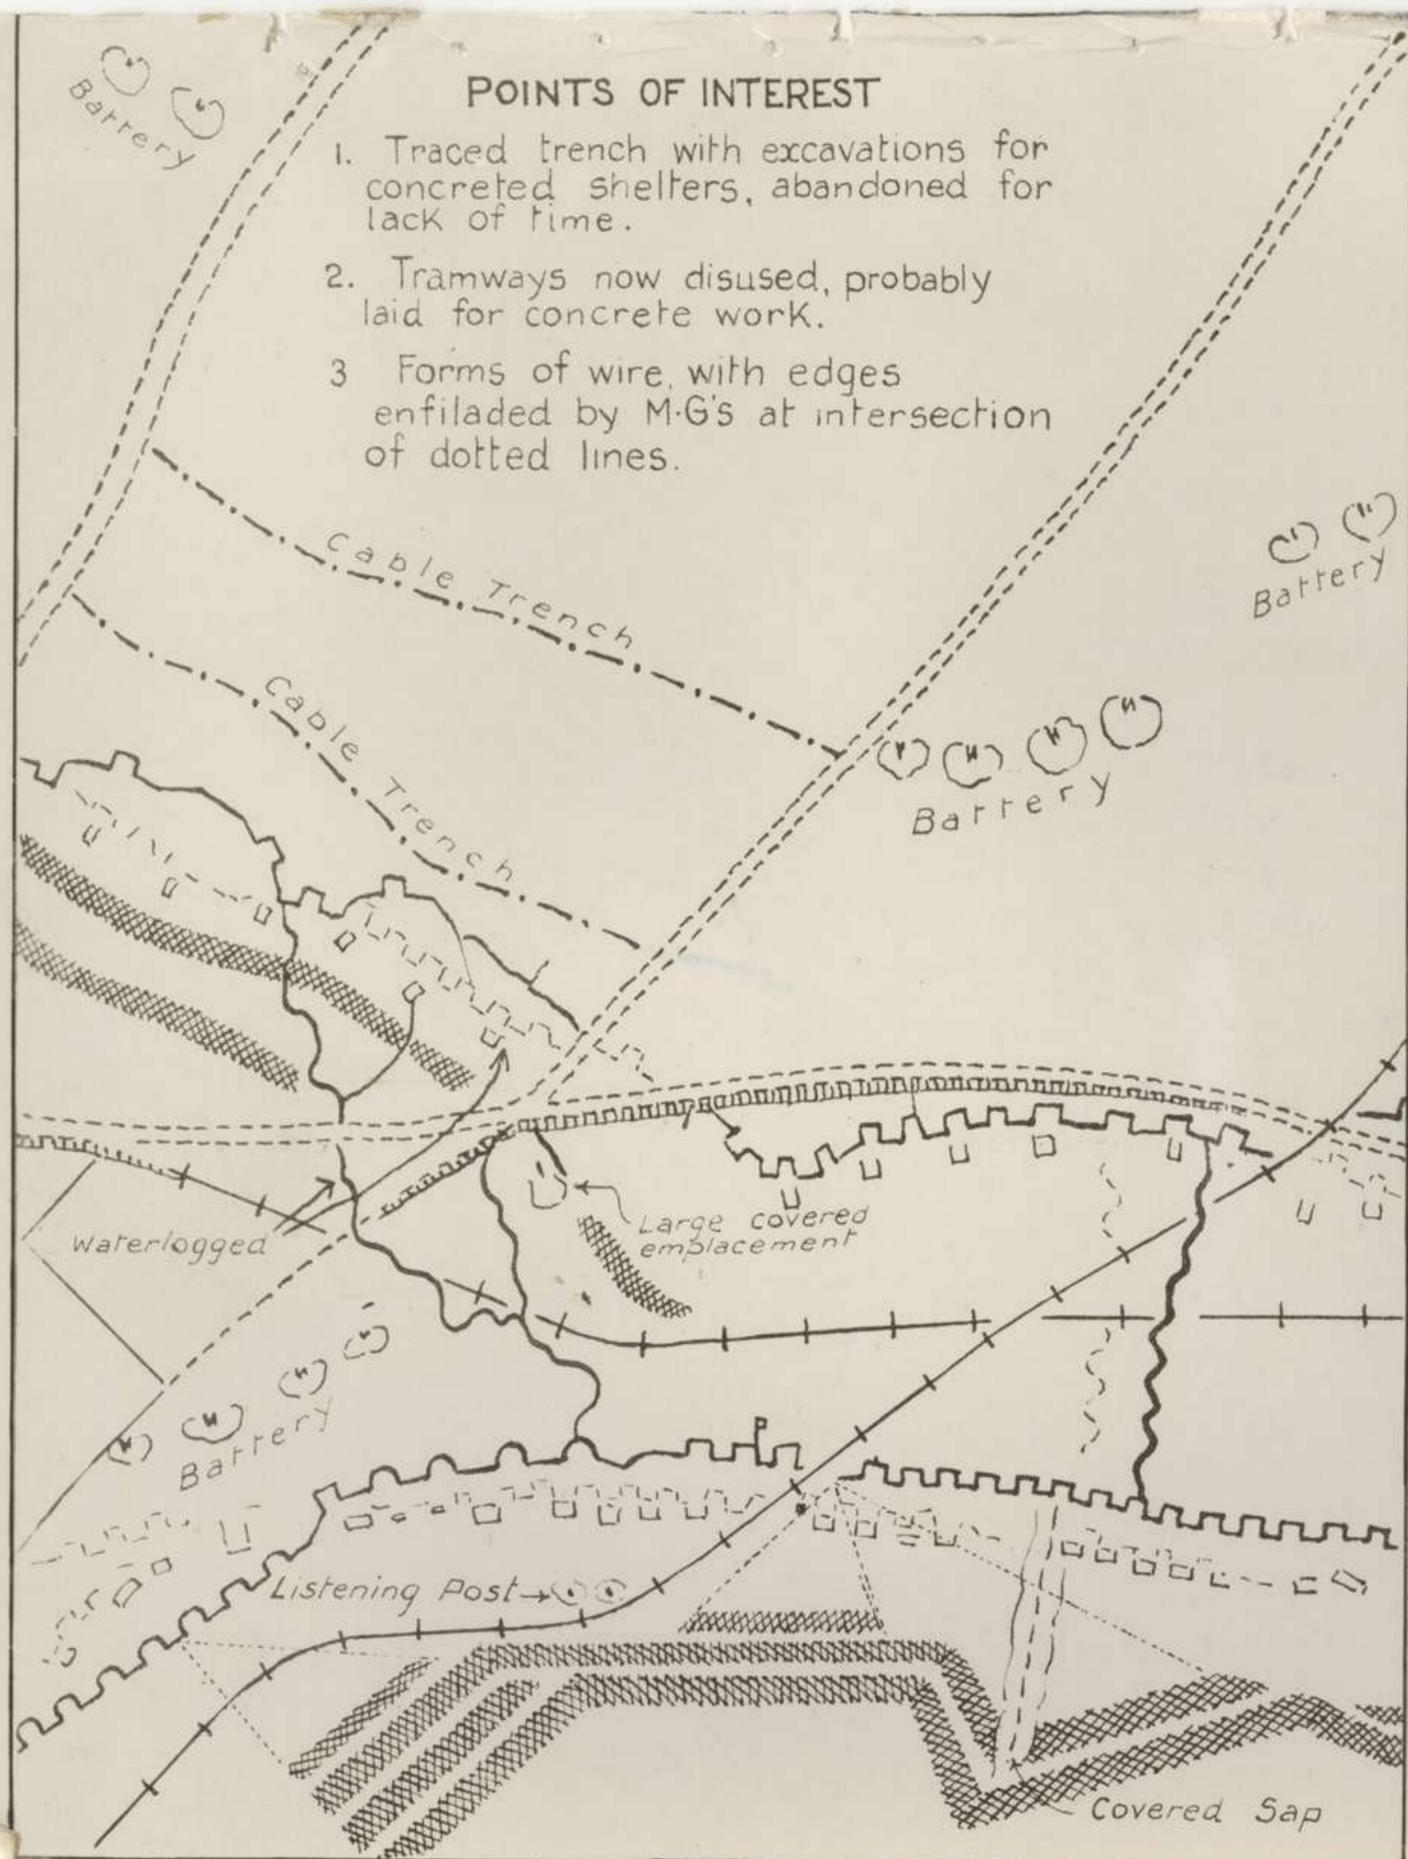 Battery
POINTS OF INTEREST
1. Traced trench with excavations for
concreted shelters, abandoned for
lack of time.
2. Tramways now disused, probably
laid for concrete work.
3 Forms of wire, with edges
enfiladed by M.G's at intersection
of dotted lines.
Cable Trench
Battery
Cable Trench
Battery
Waterlogged
Large covered
emplacement
Battery
Listening Post
Covered Sap